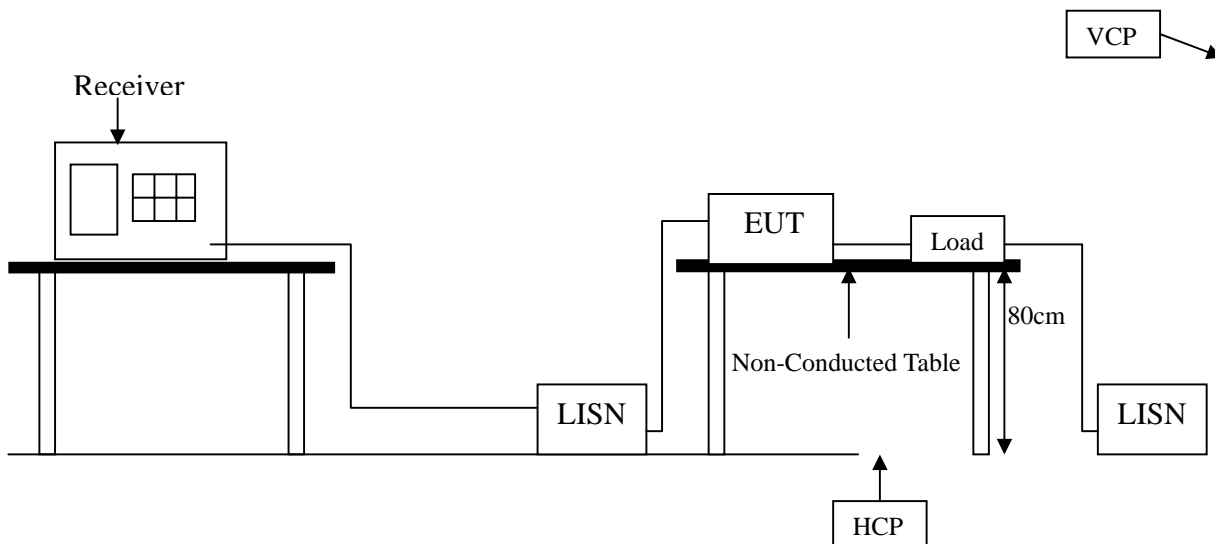 VCP
Receiver
EUT
Load
80cm
Non-Conducted Table
LISN
LISN
HCP